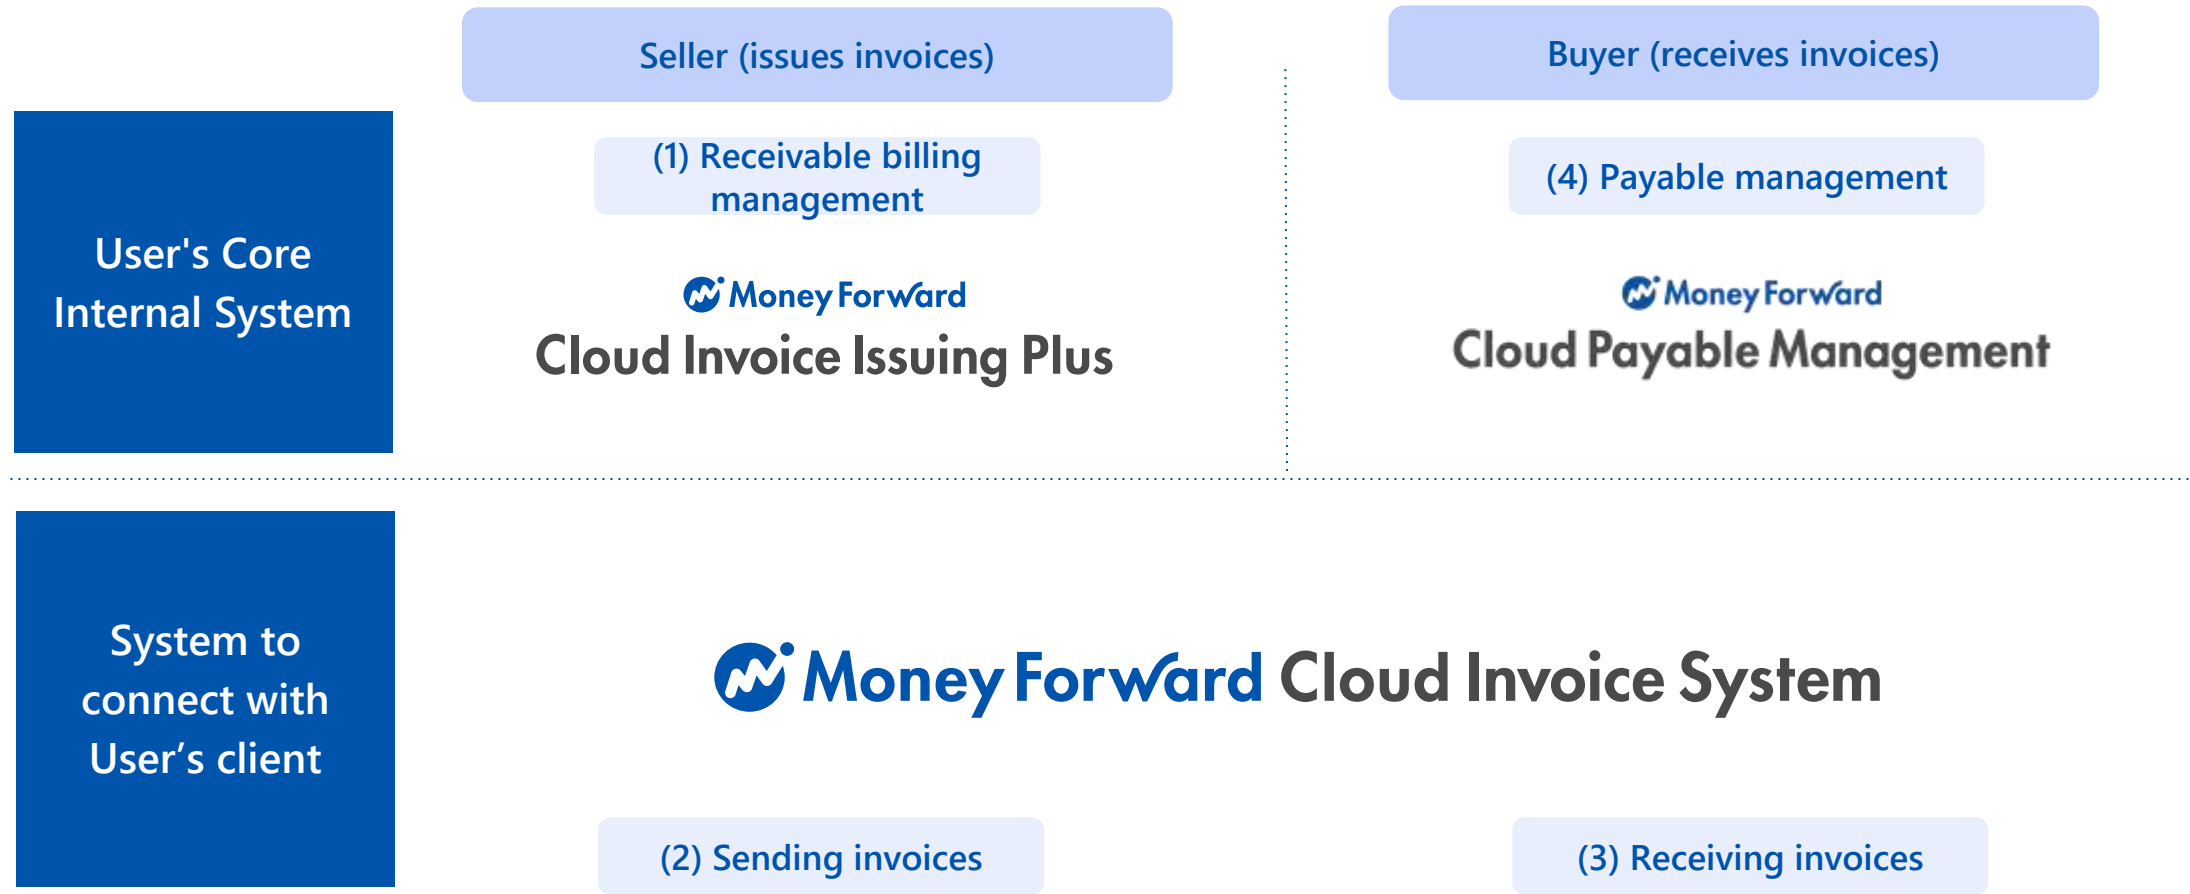 Seller (issues invoices)
Buyer (receives invoices)
User's Core
Internal System
(1) Receivable billing
management
Money Forward
Cloud Invoice Issuing Plus
(4) Payable management
Money Forward
Cloud Payable Management
System to
connect with
User’s client
Money Forward Cloud Invoice System
(2) Sending invoices
(3) Receiving invoices